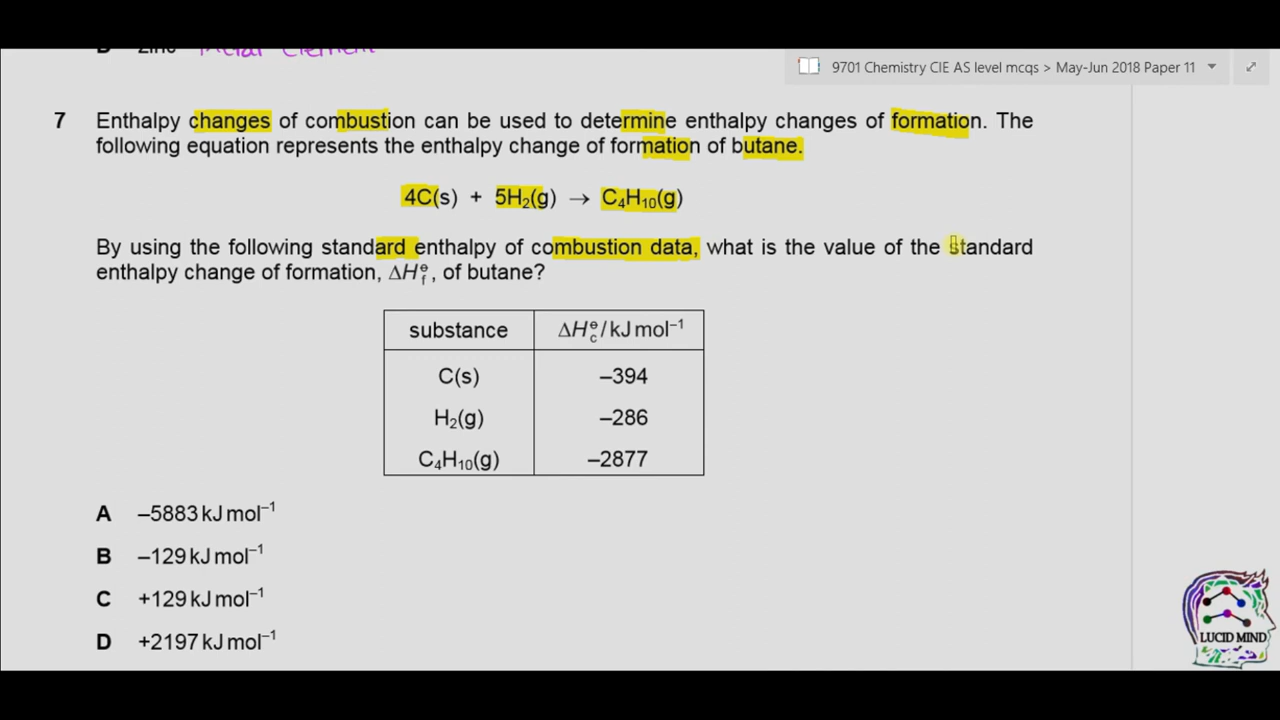 D zinc Metal Element
9701 Chemistry CIE AS level mcqs > May-Jun 2018 Paper 11
7 Enthalpy changes of combustion can be used to determine enthalpy changes of formation. The
following equation represents the enthalpy change of formation of butane.
4C(s) + 5H₂(g) → C₄H₁₀(g)
By using the following standard enthalpy of combustion data, what is the value of the standard
enthalpy change of formation, ΔHf⊖, of butane?
substance ΔHc⊖/kJ mol⁻¹
C(s) –394
H₂(g) –286
C₄H₁₀(g) –2877
A –5883 kJ mol⁻¹
B –129 kJ mol⁻¹
C +129 kJ mol⁻¹
D +2197 kJ mol⁻¹
LUCID MIND